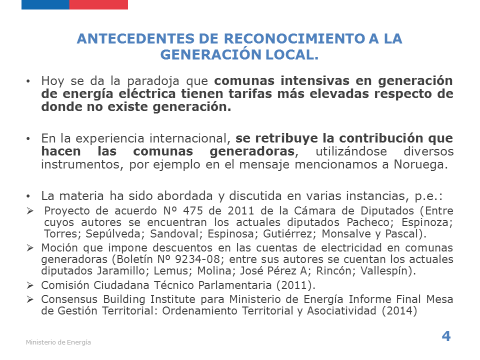 ANTECEDENTES DE RECONOCIMIENTO A LA
GENERACIÓN LOCAL.
• Hoy se da la paradoja que comunas intensivas en generación
de energía eléctrica tienen tarifas más elevadas respecto de
donde no existe generación.
• En la experiencia internacional, se retribuye la contribución que
hacen las comunas generadoras, utilizándose diversos
instrumentos, por ejemplo en el mensaje mencionamos a Noruega.
• La materia ha sido abordada y discutida en varias instancias, p.e.:
➢ Proyecto de acuerdo Nº 475 de 2011 de la Cámara de Diputados (Entre
cuyos autores se encuentran los actuales diputados Pacheco; Espinoza;
Torres; Sepúlveda; Sandoval; Espinosa; Gutiérrez; Monsalve y Pascal).
➢ Moción que impone descuentos en las cuentas de electricidad en comunas
generadoras (Boletín Nº 9234-08; entre sus autores se cuentan los actuales
diputados Jaramillo; Lemus; Molina; José Pérez A; Rincón; Vallespín).
➢ Comisión Ciudadana Técnico Parlamentaria (2011).
➢ Consensus Building Institute para Ministerio de Energía Informe Final Mesa
de Gestión Territorial: Ordenamiento Territorial y Asociatividad (2014)
Ministerio de Energía
4